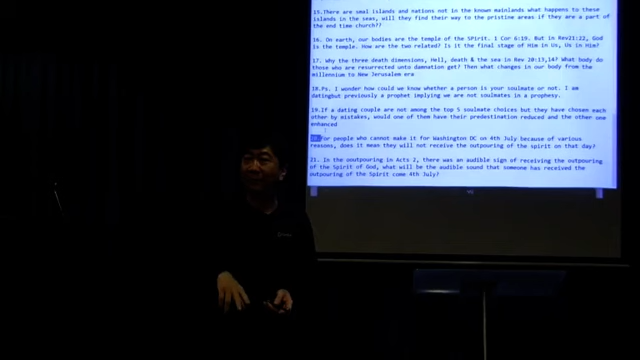 15.There are smal islands and nations not in the known mainlands what happens to these
islands in the seas, will they find their way to the pristine areas if they are a part of
the end time church??
16. On earth, our bodies are the temple of the SPirit. 1 Cor 6:19. But in Rev21:22, God
is the temple. How are the two related? Is it the final stage of Him in Us, Us in Him?
17. Why the three death dimensions, Hell, death & the sea in Rev 20:13,14? What body do
those who are resurrected unto damnation get? Then what changes in our body from the
millennium to New Jerusalem era
18.Ps. I wonder how could we know whether a person is your soulmate or not. I am
datingbut previously a prophet implying we are not soulmates in a prophesy.
19.If a dating couple are not among the top 5 soulmate choices but they have chosen each
other by mistakes, would one of them have their predestination reduced and the other one
enhanced
20.For people who cannot make it for Washington DC on 4th July because of various
reasons, does it mean they will not receive the outpouring of the spirit on that day?
21. In the ooutpouring in Acts 2, there was an audible sign of receiving the outpouring
of the Spirit of God, what will be the audible sound that someone has received the
outpouring of the Spirit come 4th July?